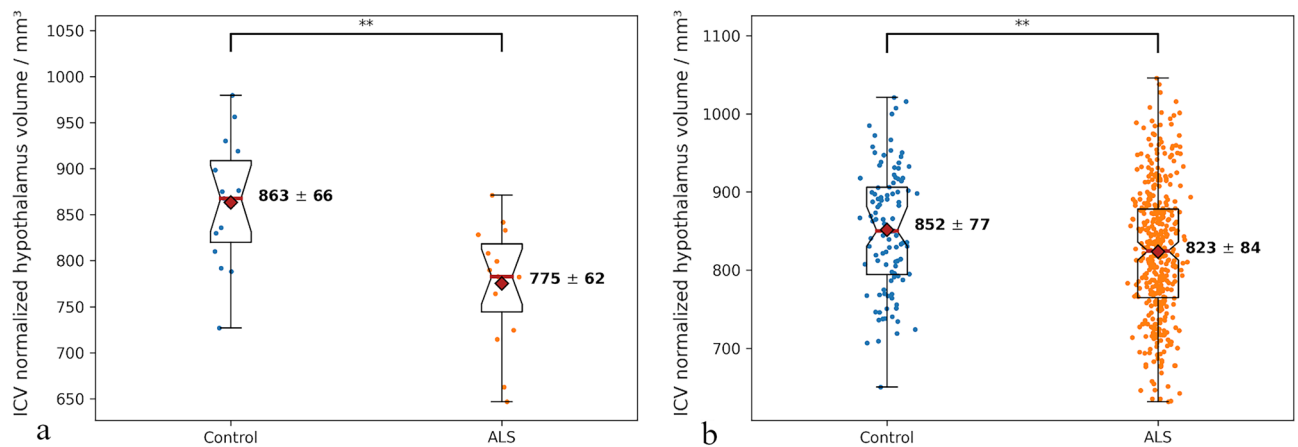 ICV normalized hypothalamus volume / mm³
1050
1000
950
900
850
800
750
700
650
**
863 ± 66
775 ± 62
Control
ALS
a
ICV normalized hypothalamus volume / mm³
1100
1000
900
800
700
**
852 ± 77
823 ± 84
Control
ALS
b